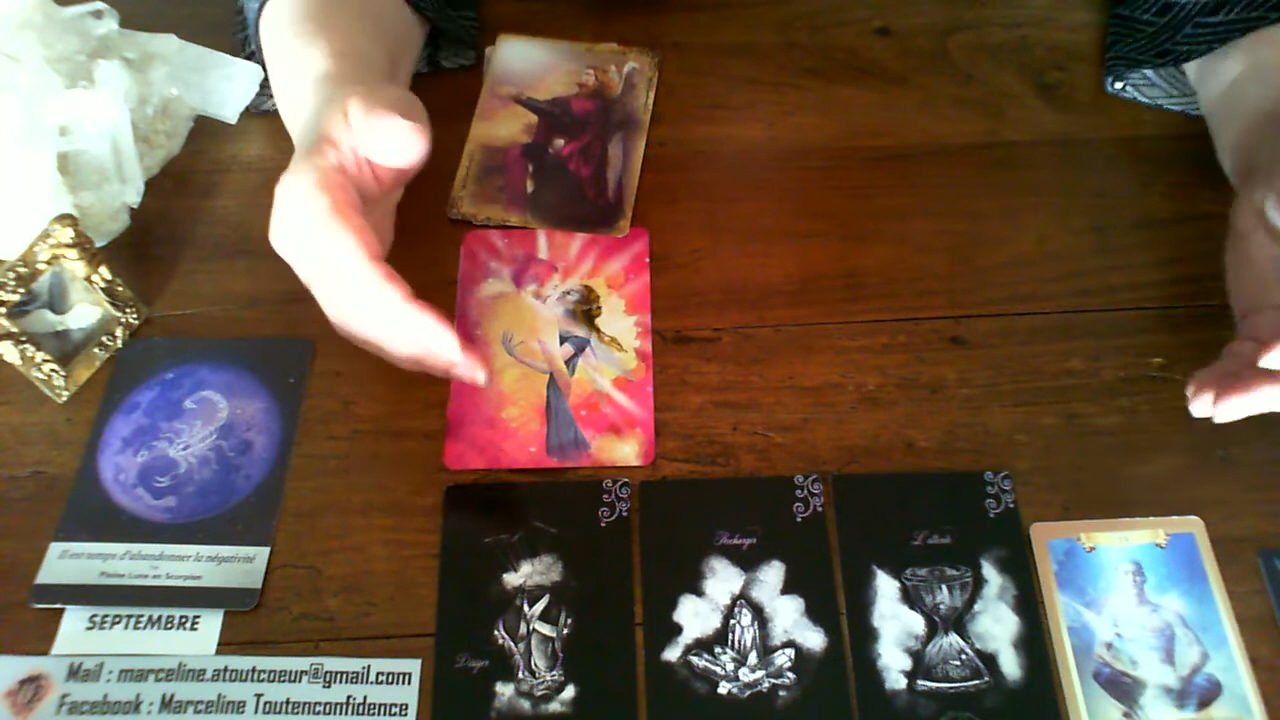 Il est temps d'abandonner la négativité
Pleine Lune en Scorpion
SEPTEMBRE
Mail : marceline.atoutcoeur@gmail.com
Facebook : Marceline Toutenconfidence
Recharger
L'attente